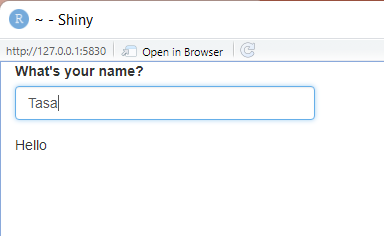 R ~ - Shiny
http://127.0.0.1:5830 Open in Browser
What's your name?
Tasa
Hello